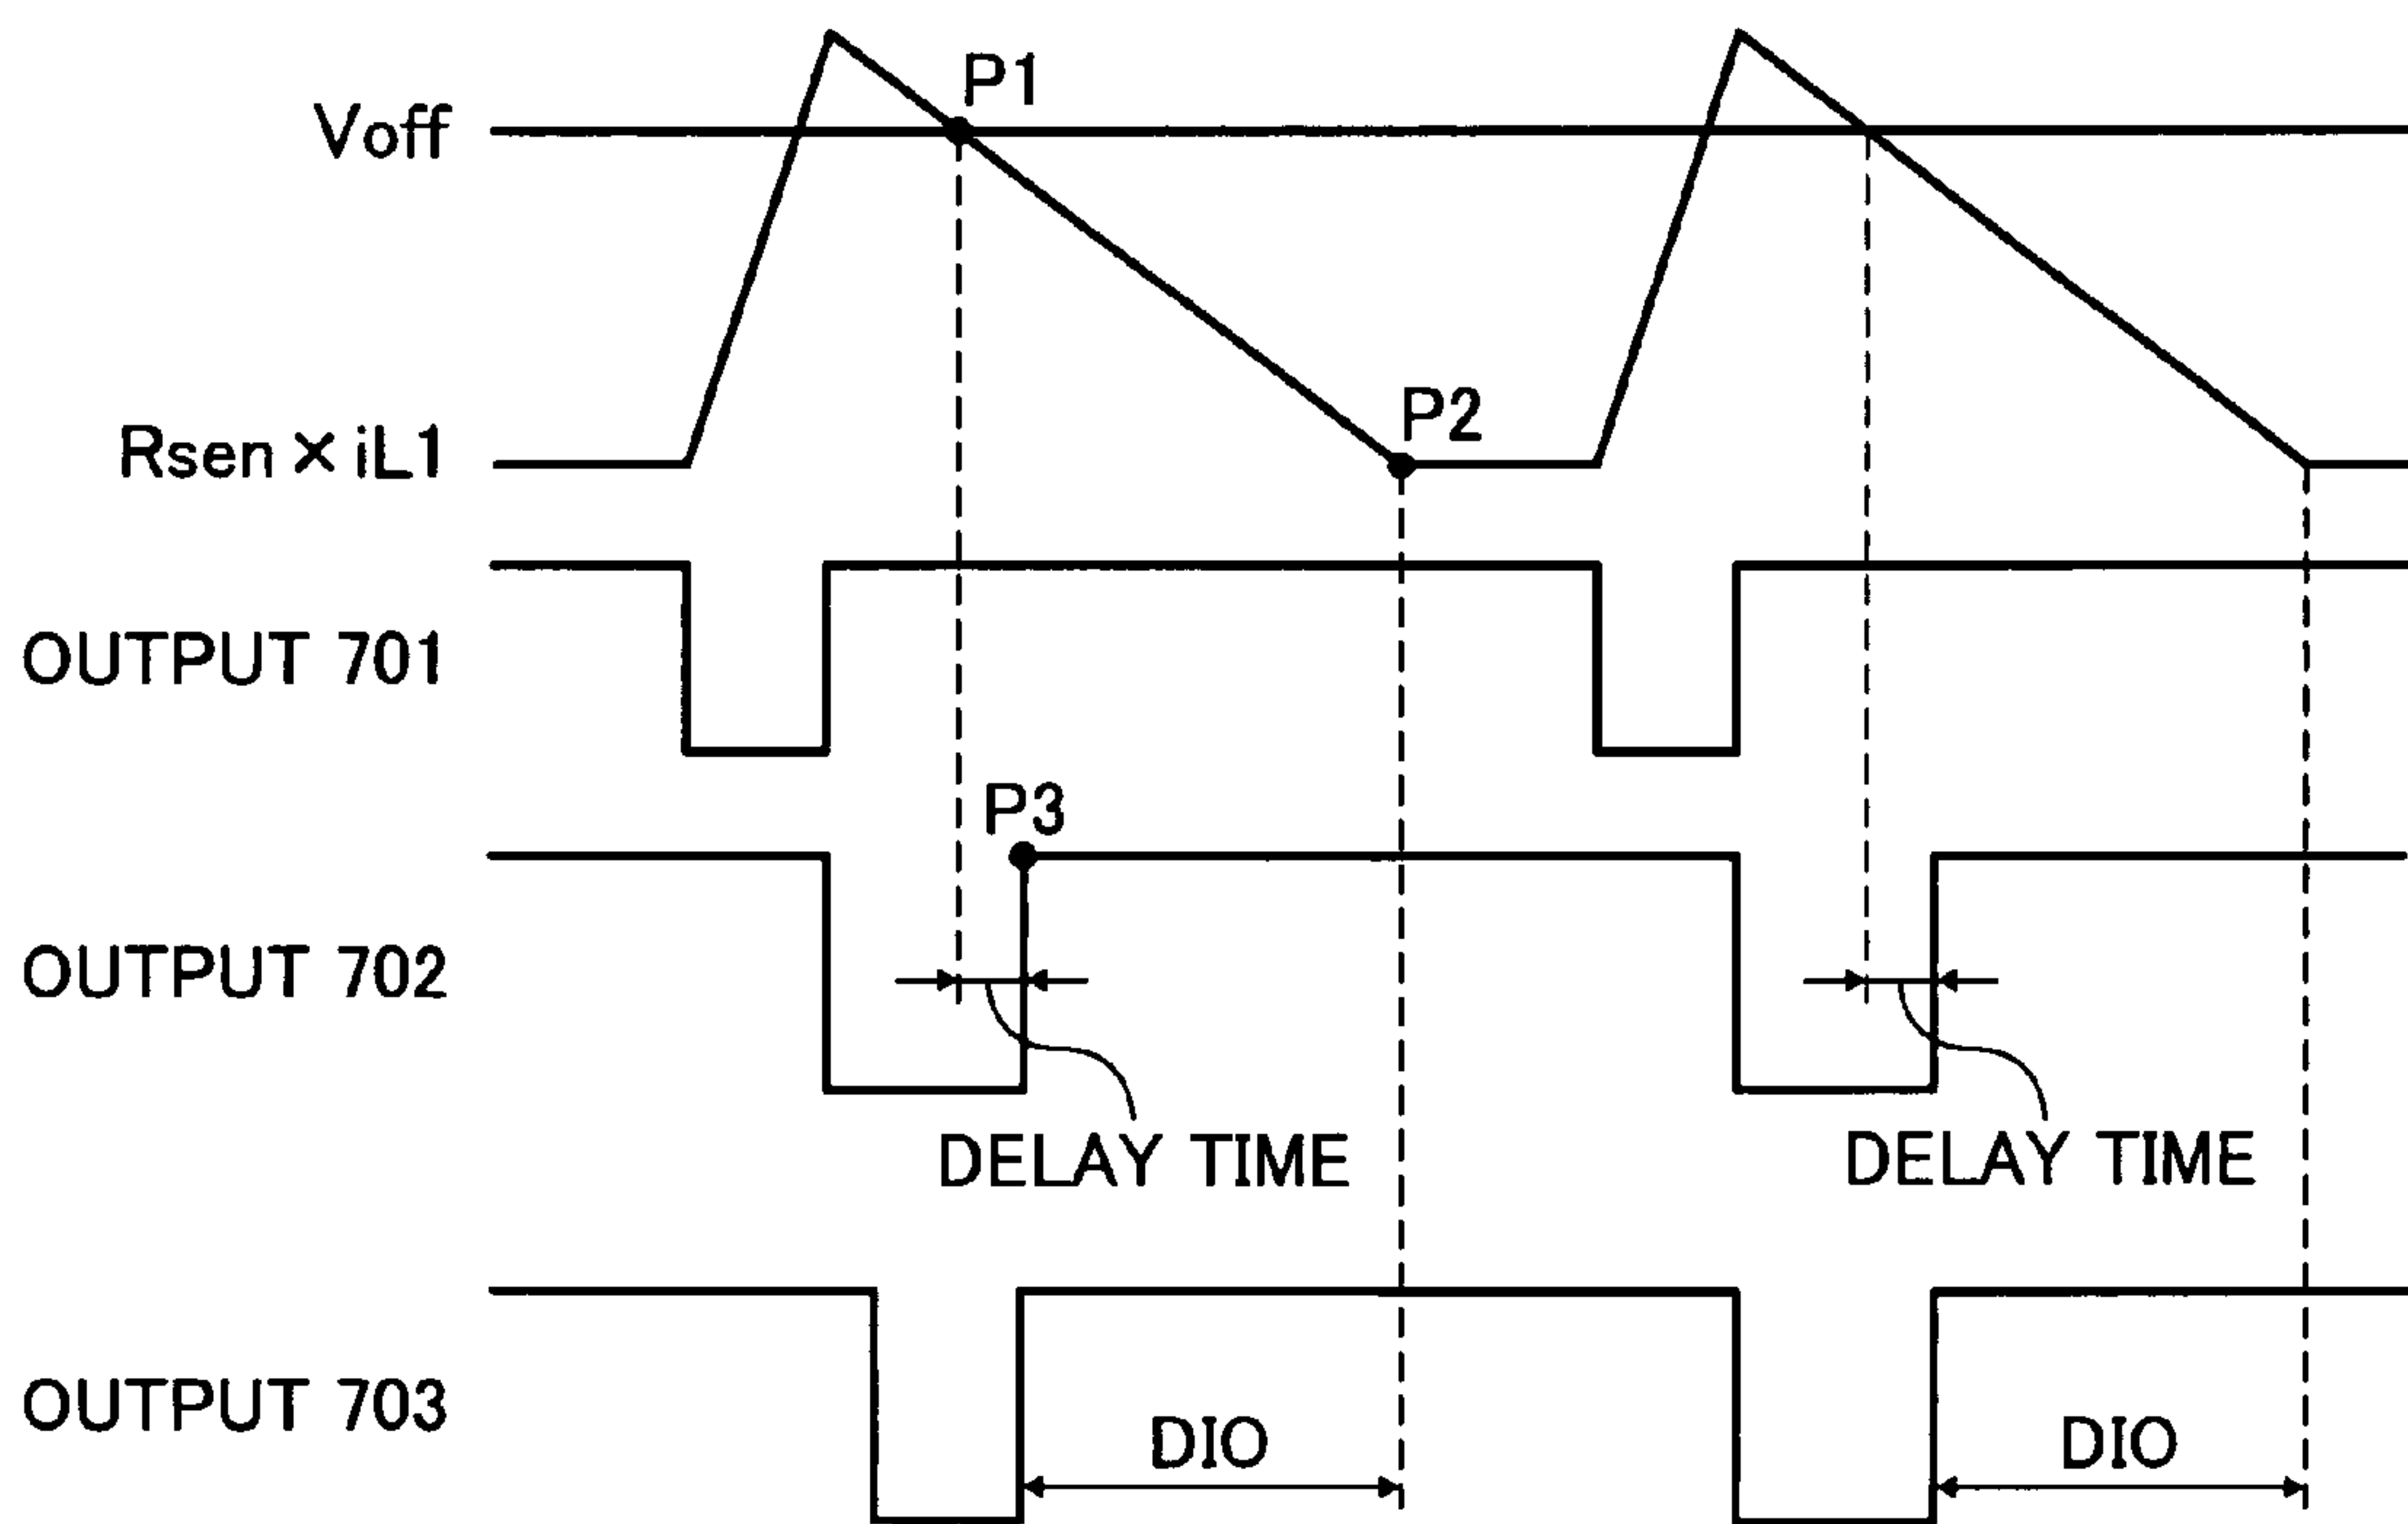 P1
Voff
P2
Rsen × iL1
OUTPUT 701
P3
OUTPUT 702
DELAY TIME
DELAY TIME
OUTPUT 703
DIO
DIO